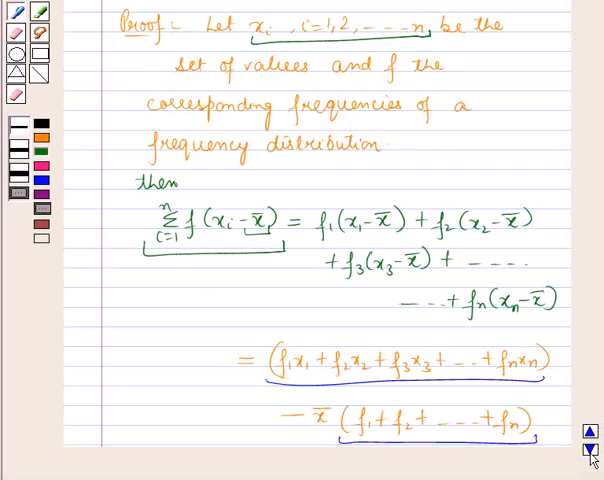 Proof:- Let xi, i=1,2, ----n, be the
set of values and f the
corresponding frequencies of a
frequency distribution.
then
n∑i=1 f (xi - x̄) = f₁(x₁-x̄) + f₂(x₂-x̄)
+ f₃(x₃-x̄) + ......
--...+ fn(xn-x̄)
= (f₁x₁ + f₂x₂ + f₃x₃ + ... + fnxn)
- x̄ (f₁ + f₂ + ......+ fn)